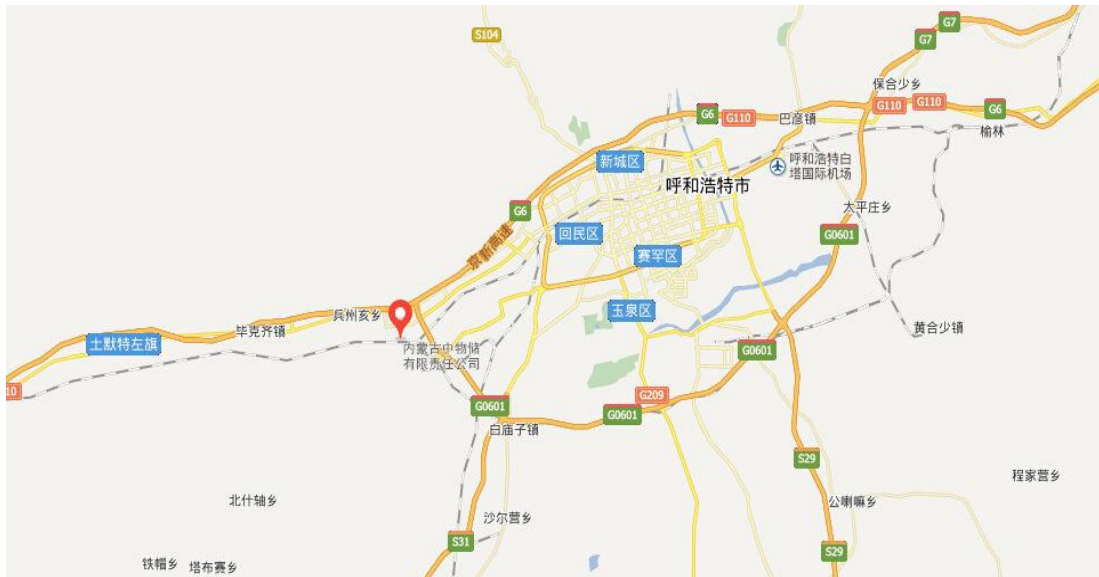 G7
S104
G7
保合少乡
G110
G110
G6
G6
G110
巴彦镇
榆林
新城区
呼和浩特白
塔国际机场
呼和浩特市
G6
太平庄乡
回民区
G0601
京新高速
赛罕区
兵州亥乡
玉泉区
毕克齐镇
黄合少镇
土默特左旗
内蒙古中物储
有限责任公司
G0601
10
G209
G0601
G0601
白庙子镇
S29
程家营乡
北什轴乡
公喇嘛乡
沙尔营乡
S31
S29
铁帽乡
塔布赛乡